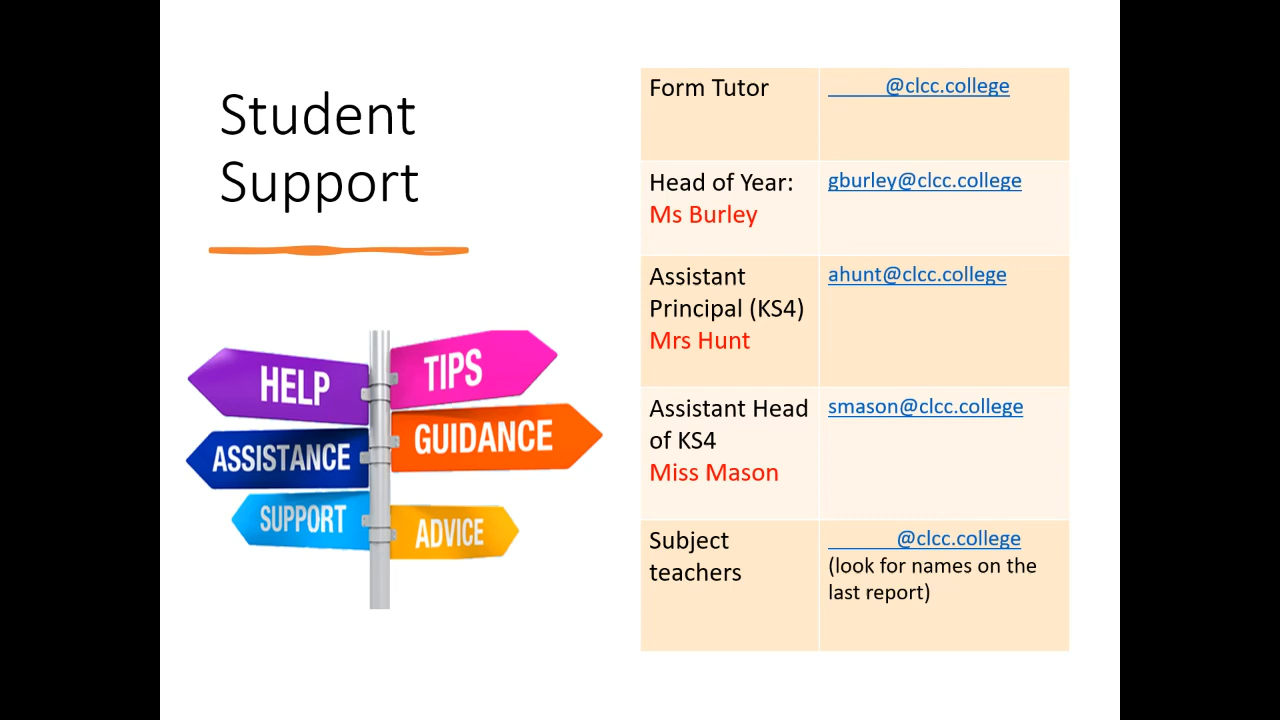 Student
Support
HELP
TIPS
GUIDANCE
ASSISTANCE
SUPPORT
ADVICE
Form Tutor
______@clcc.college
Head of Year:
Ms Burley
gburley@clcc.college
Assistant
Principal (KS4)
Mrs Hunt
ahunt@clcc.college
Assistant Head
of KS4
Miss Mason
smason@clcc.college
Subject
teachers
_______@clcc.college
(look for names on the
last report)